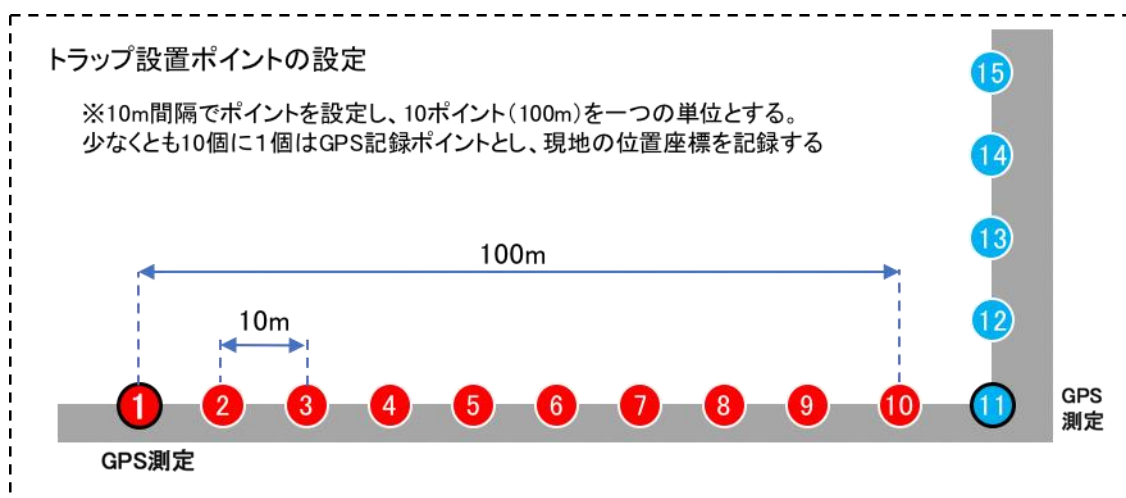 トラップ設置ポイントの設定
※10m間隔でポイントを設定し、10ポイント(100m)を一つの単位とする。
少なくとも10個に1個はGPS記録ポイントとし、現地の位置座標を記録する
15
14
13
100m
12
10m
1 2 3 4 5 6 7 8 9 10 11
GPS
測定
GPS測定